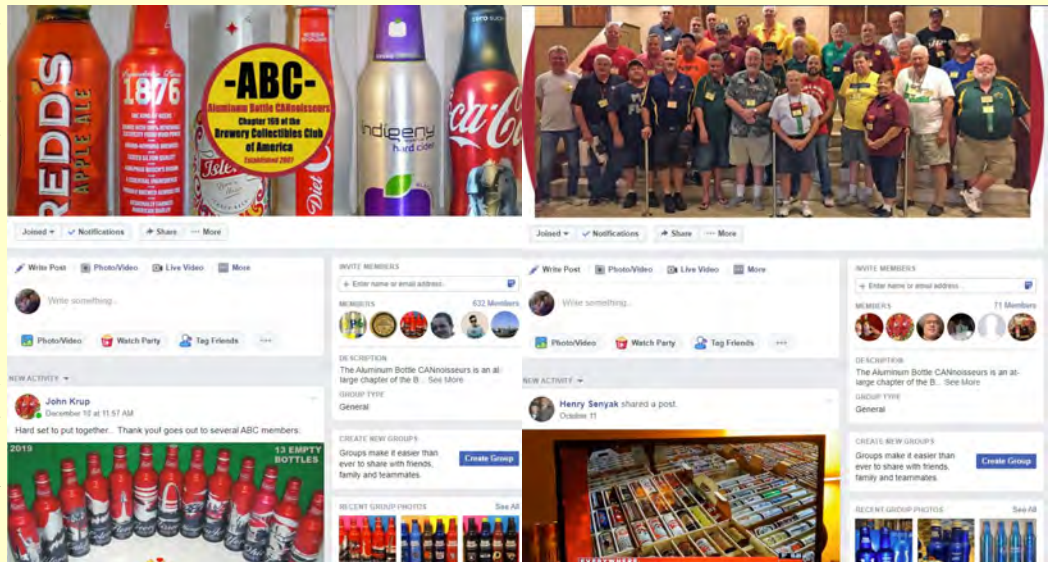 REDD'S
APPLE ALE
1876
-ABC-
Aluminum Bottle CANnoisseurs
Chapter 169 of the
Brewery Collectibles Club
of America
Established 2001
Diet
indigeny
hard cider
Coca-Co
Joined
Notifications
Share
More
Write Post
Photo/Video
Live Video
More
Write something...
Photo/Video
Watch Party
Tag Friends
INVITE MEMBERS
+ Enter name or email address...
MEMBERS
632 Members
DESCRIPTION
The Aluminum Bottle CANnoisseurs is an at-
large chapter of the B... See More
GROUP TYPE
General
NEW ACTIVITY
John Krup
December 10 at 11:57 AM
Hard set to put together... Thank you! goes out to several ABC members.
2019
13 EMPTY
BOTTLES
CREATE NEW GROUPS
Groups make it easier than
ever to share with friends,
family and teammates.
Create Group
RECENT GROUP PHOTOS
See All
Joined
Notifications
Share
More
Write Post
Photo/Video
Live Video
More
Write something...
Photo/Video
Watch Party
Tag Friends
INVITE MEMBERS
+ Enter name or email address...
MEMBERS
71 Members
DESCRIPTION
The Aluminum Bottle CANnoisseurs is an at-
large chapter of the B... See More
GROUP TYPE
General
NEW ACTIVITY
Henry Senyak shared a post.
October 11
EVERYWHERE
CREATE NEW GROUPS
Groups make it easier than
ever to share with friends,
family and teammates.
Create Group
RECENT GROUP PHOTOS
See All